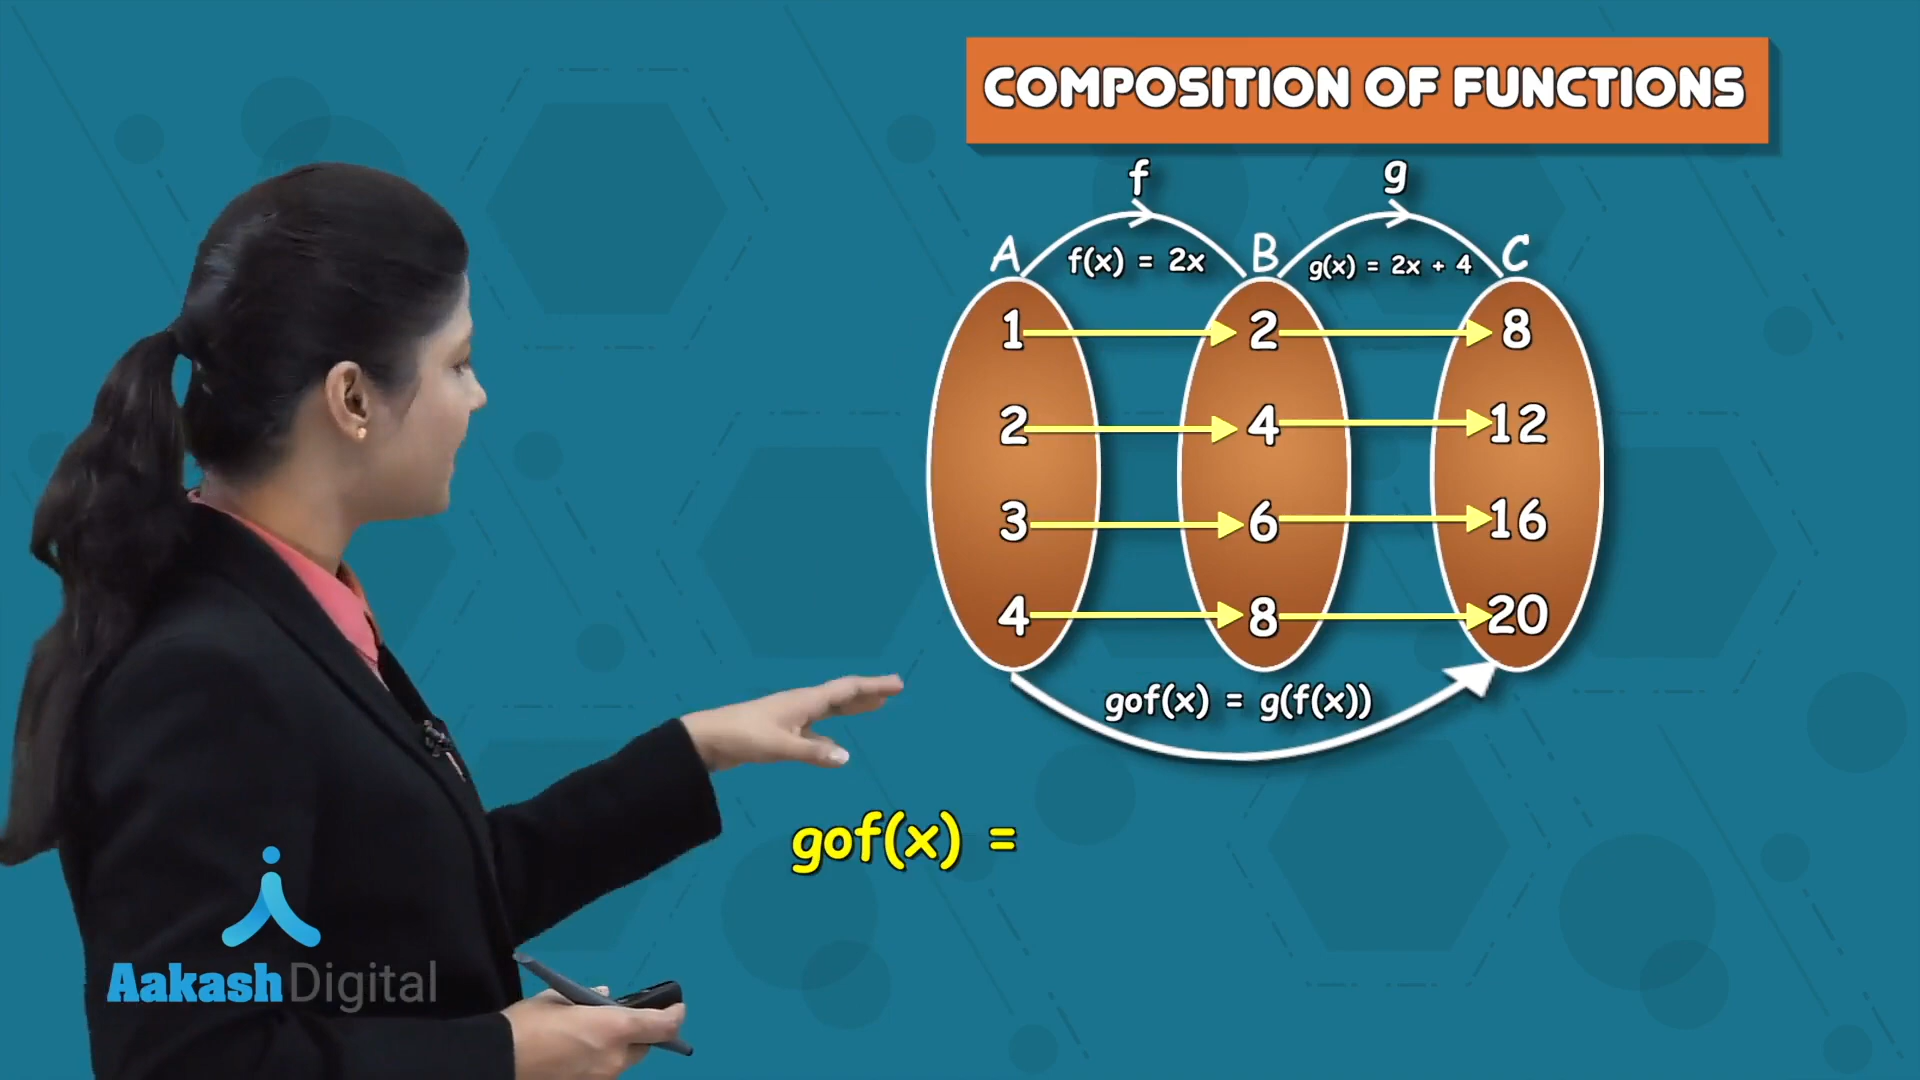 COMPOSITION OF FUNCTIONS
f g
A f(x) = 2x B g(x) = 2x + 4 C
1 2 8
2 4 12
3 6 16
4 8 20
gof(x) = g(f(x))
gof(x) =
Aakash Digital